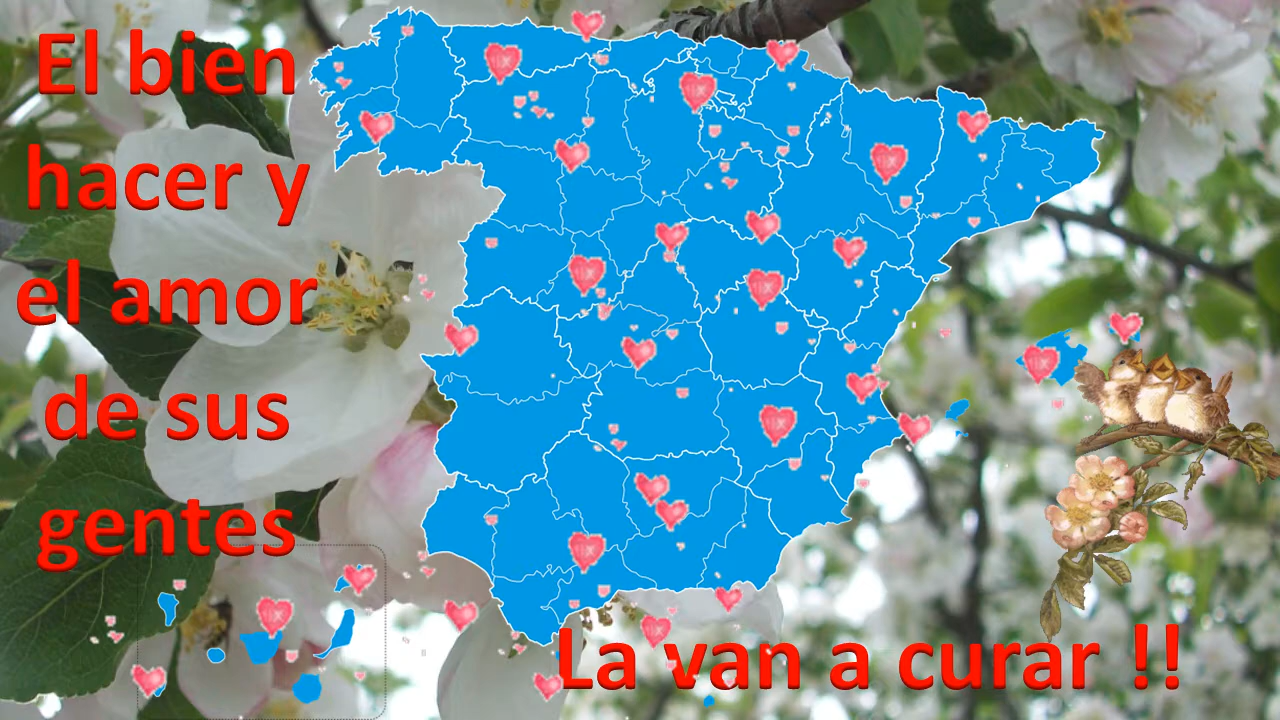 El bien
hacer y
el amor
de sus
gentes
La van a curar !!